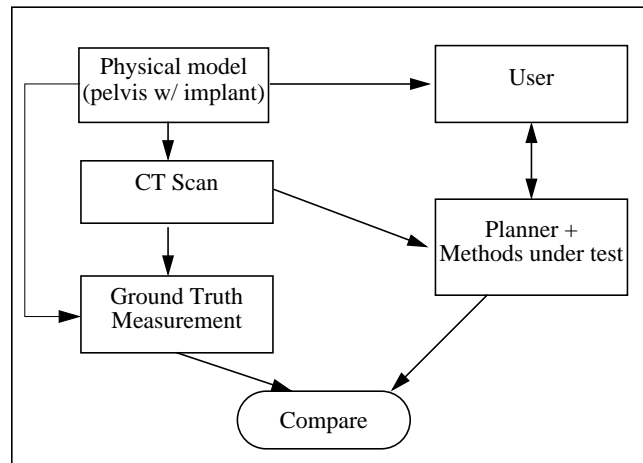 Physical model
(pelvis w/ implant)
User
CT Scan
Planner +
Methods under test
Ground Truth
Measurement
Compare